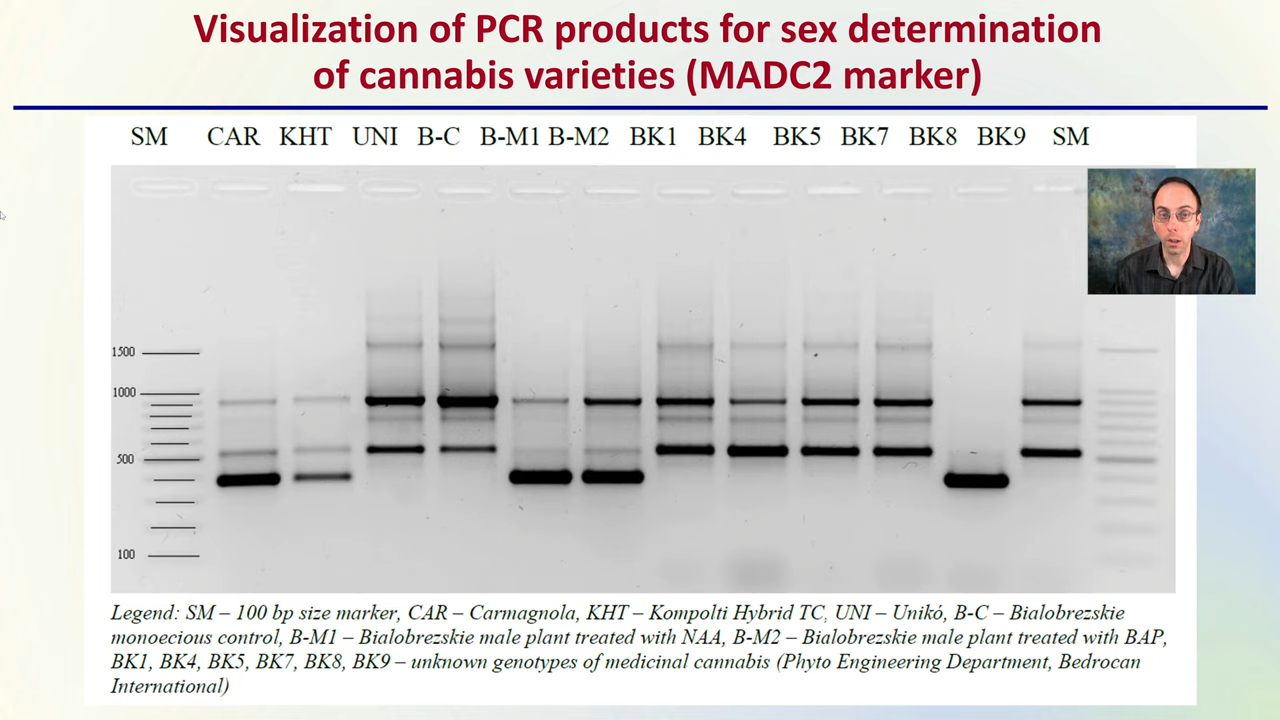 Visualization of PCR products for sex determination
of cannabis varieties (MADC2 marker)
SM CAR KHT UNI B-C B-M1 B-M2 BK1 BK4 BK5 BK7 BK8 BK9 SM
1500
1000
500
100
Legend: SM – 100 bp size marker, CAR – Carmagnola, KHT – Kompolti Hybrid TC, UNI – Unikó, B-C – Bialobrezskie
monoecious control, B-M1 – Bialobrezskie male plant treated with NAA, B-M2 – Bialobrezskie male plant treated with BAP,
BK1, BK4, BK5, BK7, BK8, BK9 – unknown genotypes of medicinal cannabis (Phyto Engineering Department, Bedrocan
International)